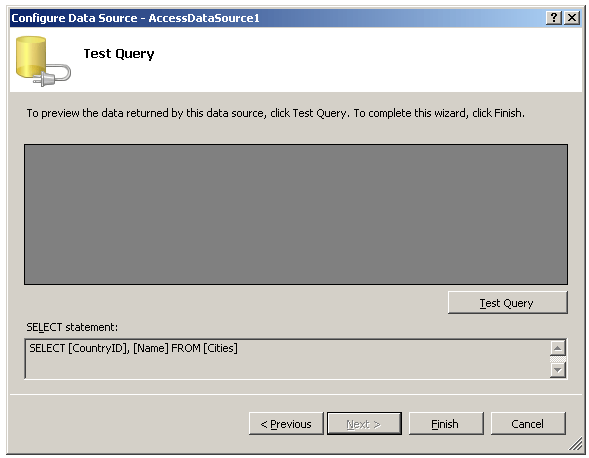 Configure Data Source - AccessDataSource1
Test Query
To preview the data returned by this data source, click Test Query. To complete this wizard, click Finish.
Test Query
SELECT statement:
SELECT [CountryID], [Name] FROM [Cities]
< Previous Next > Finish Cancel